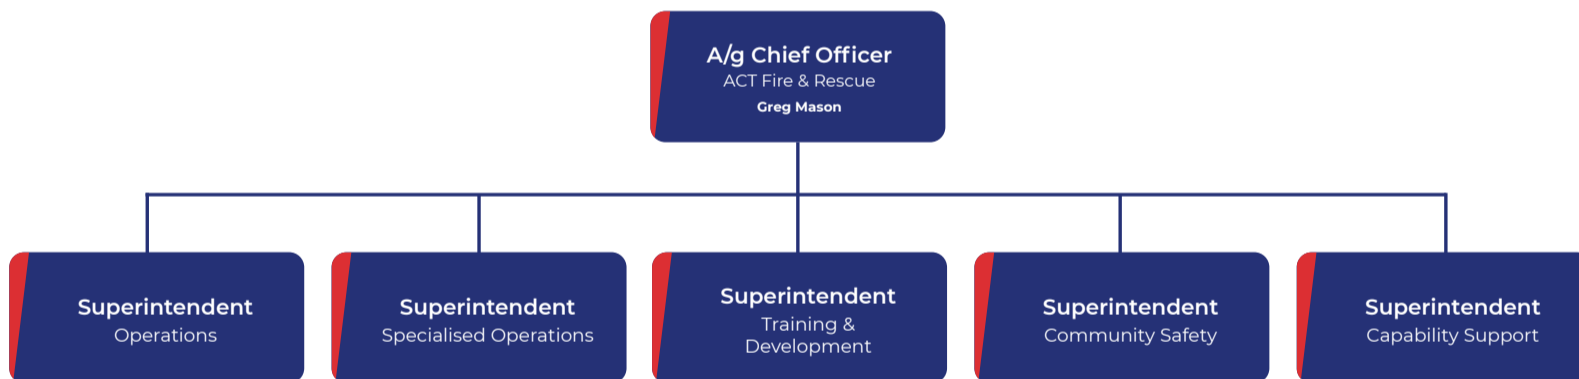 A/g Chief Officer
ACT Fire & Rescue
Greg Mason
Superintendent
Operations
Superintendent
Specialised Operations
Superintendent
Training &
Development
Superintendent
Community Safety
Superintendent
Capability Support